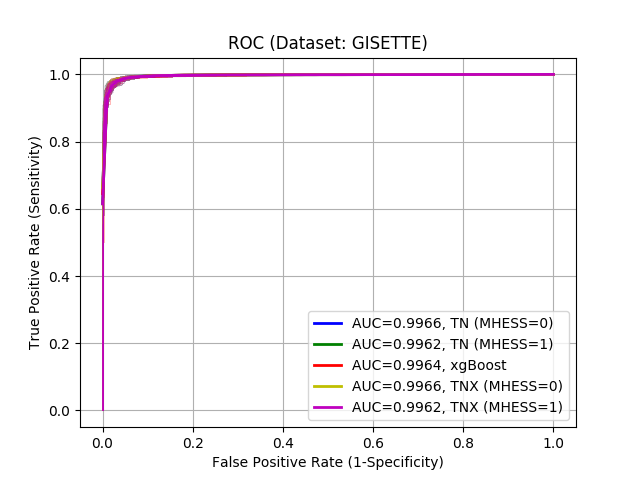 ROC (Dataset: GISETTE)
True Positive Rate (Sensitivity)
1.0
0.8
0.6
0.4
0.2
0.0
AUC=0.9966, TN (MHESS=0)
AUC=0.9962, TN (MHESS=1)
AUC=0.9964, xgBoost
AUC=0.9966, TNX (MHESS=0)
AUC=0.9962, TNX (MHESS=1)
0.0 0.2 0.4 0.6 0.8 1.0
False Positive Rate (1-Specificity)